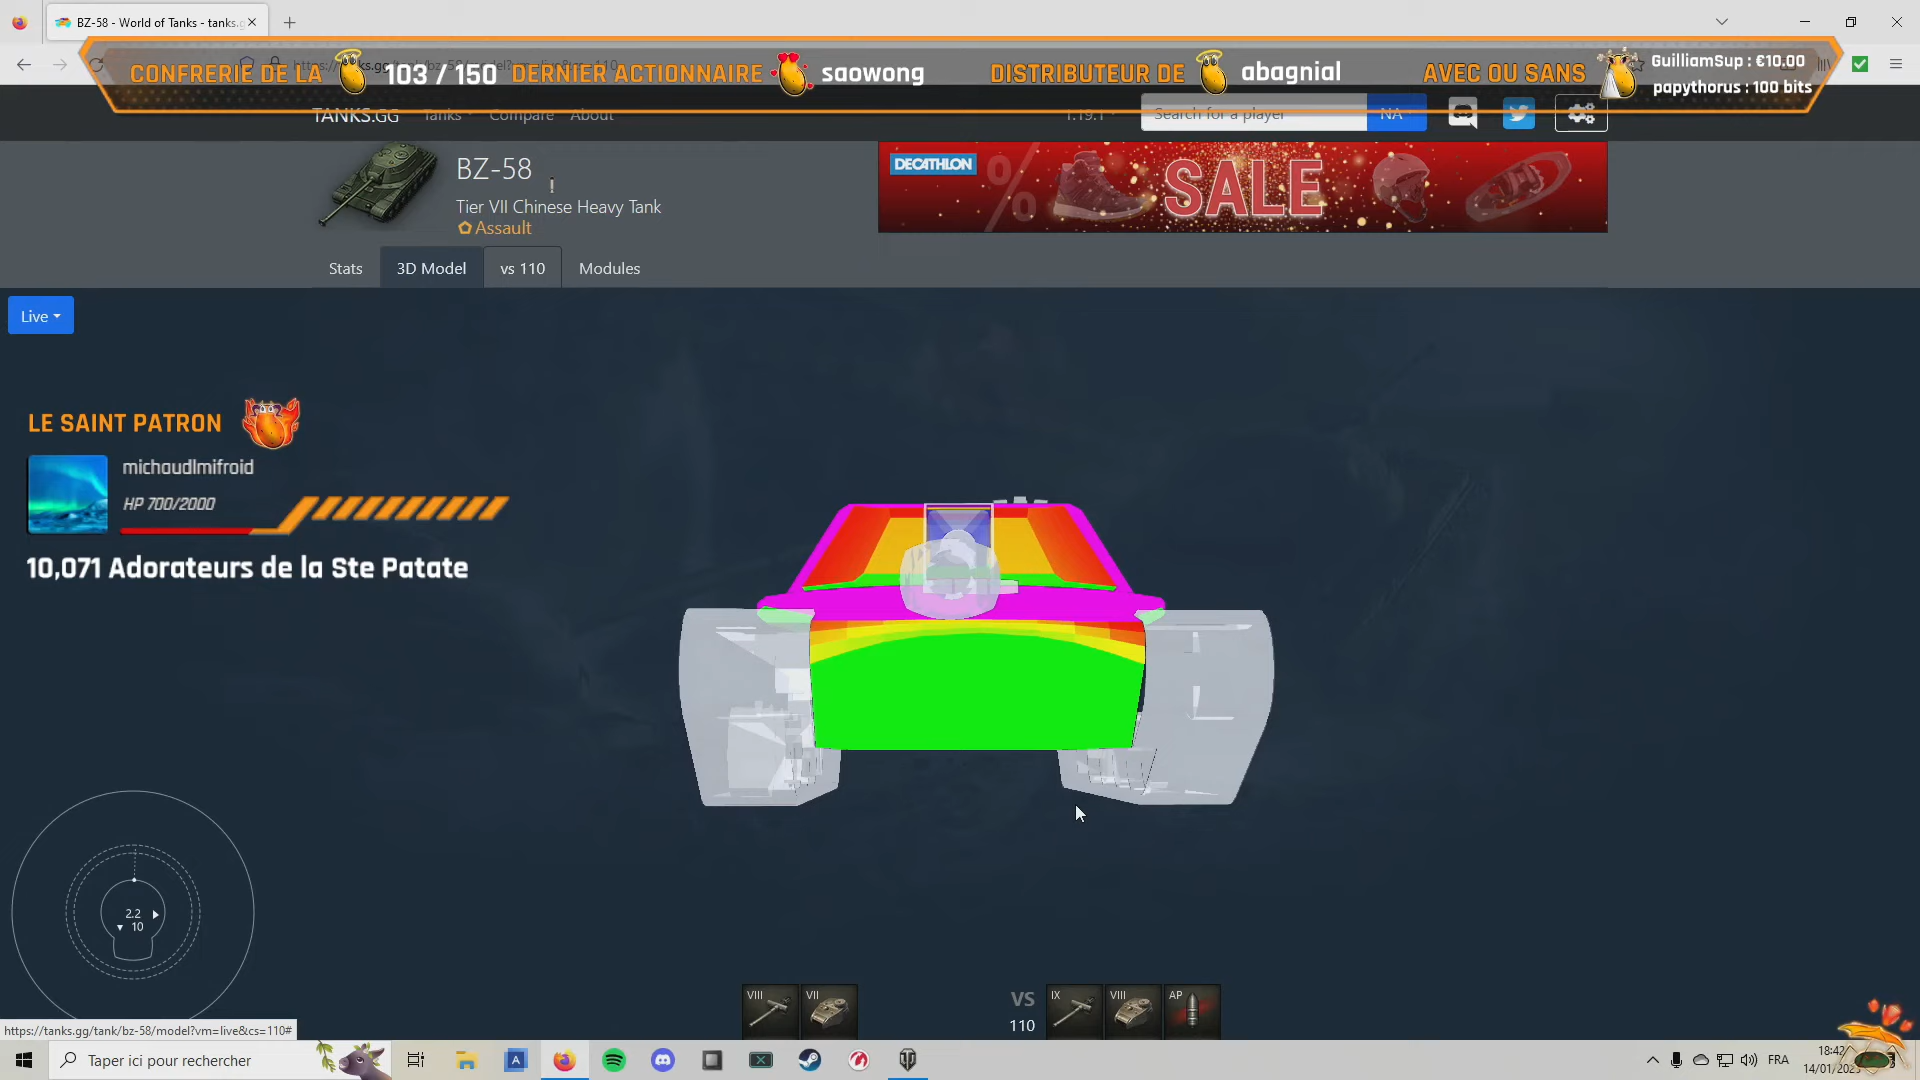 BZ-58 - World of Tanks - tanks.g
CONFRERIE DE LA 103 / 150 DERNIER ACTIONNAIRE saowong DISTRIBUTEUR DE abagnial AVEC OU SANS
GuilliamSup : €10.00
papythorus : 100 bits
TANKS.GG Tanks Compare About 1.19.1 Search for a player NA
BZ-58
Tier VII Chinese Heavy Tank
Assault
DECATHLON
%
SALE
Stats 3D Model vs 110 Modules
Live
LE SAINT PATRON
michaudlmifroid
HP 700/2000
10,071 Adorateurs de la Ste Patate
2.2
10
VIII VII VS 110 IX VIII AP
https://tanks.gg/tank/bz-58/model?vm=live&cs=110#
Taper ici pour rechercher
FRA
18:42